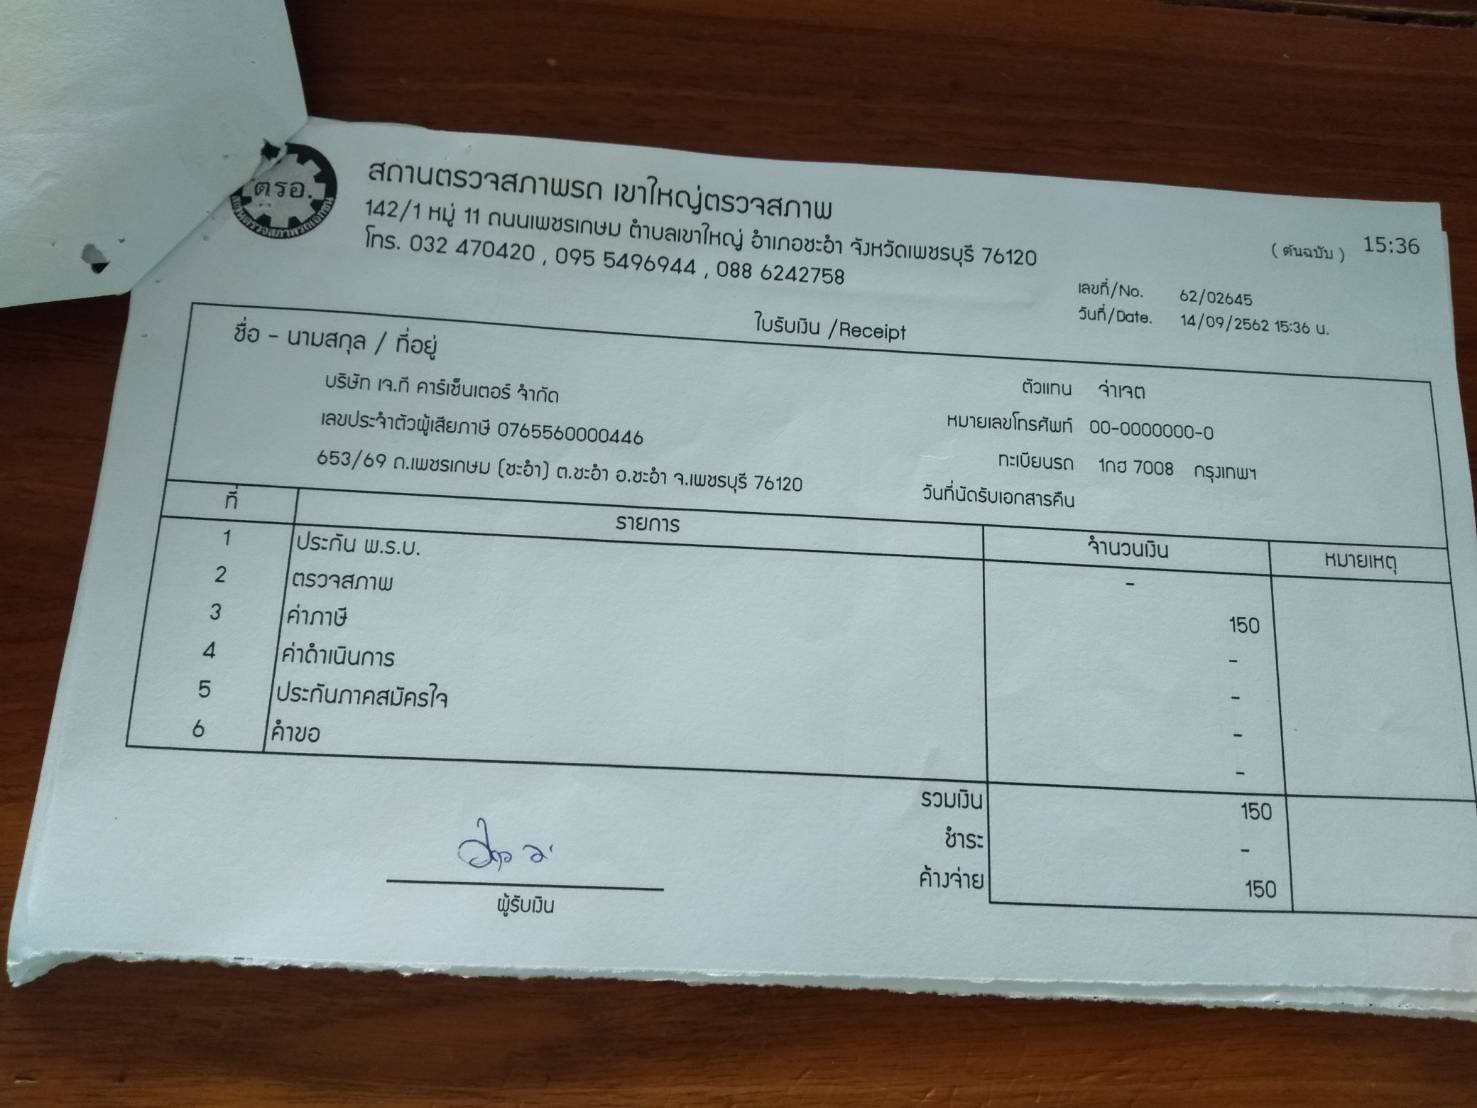 ตรอ.
สถานตรวจสภาพรถ เขาใหญ่ตรวจสภาพ
142/1 หมู่ 11 ถนนเพชรเกษม ตำบลเขาใหญ่ อำเภอชะอำ จังหวัดเพชรบุรี 76120
โทร. 032 470420 , 095 5496944 , 088 6242758
( ต้นฉบับ ) 15:36
เลขที่/No. 62/02645
วันที่/Date. 14/09/2562 15:36 น.
ใบรับเงิน /Receipt
ชื่อ - นามสกุล / ที่อยู่
บริษัท เจ.ที คาร์เซ็นเตอร์ จำกัด
เลขประจำตัวผู้เสียภาษี 0765560000446
653/69 ถ.เพชรเกษม (ชะอำ) ต.ชะอำ อ.ชะอำ จ.เพชรบุรี 76120
ตัวแทน จ่าเจต
หมายเลขโทรศัพท์ 00-0000000-0
ทะเบียนรถ 1กฮ 7008 กรุงเทพฯ
วันที่นัดรับเอกสารคืน
ที่ รายการ จำนวนเงิน หมายเหตุ
1 ประกัน พ.ร.บ. -
2 ตรวจสภาพ 150
3 ค่าภาษี -
4 ค่าดำเนินการ -
5 ประกันภาคสมัครใจ -
6 คำขอ -
รวมเงิน 150
ชำระ -
ค้างจ่าย 150
ผู้รับเงิน